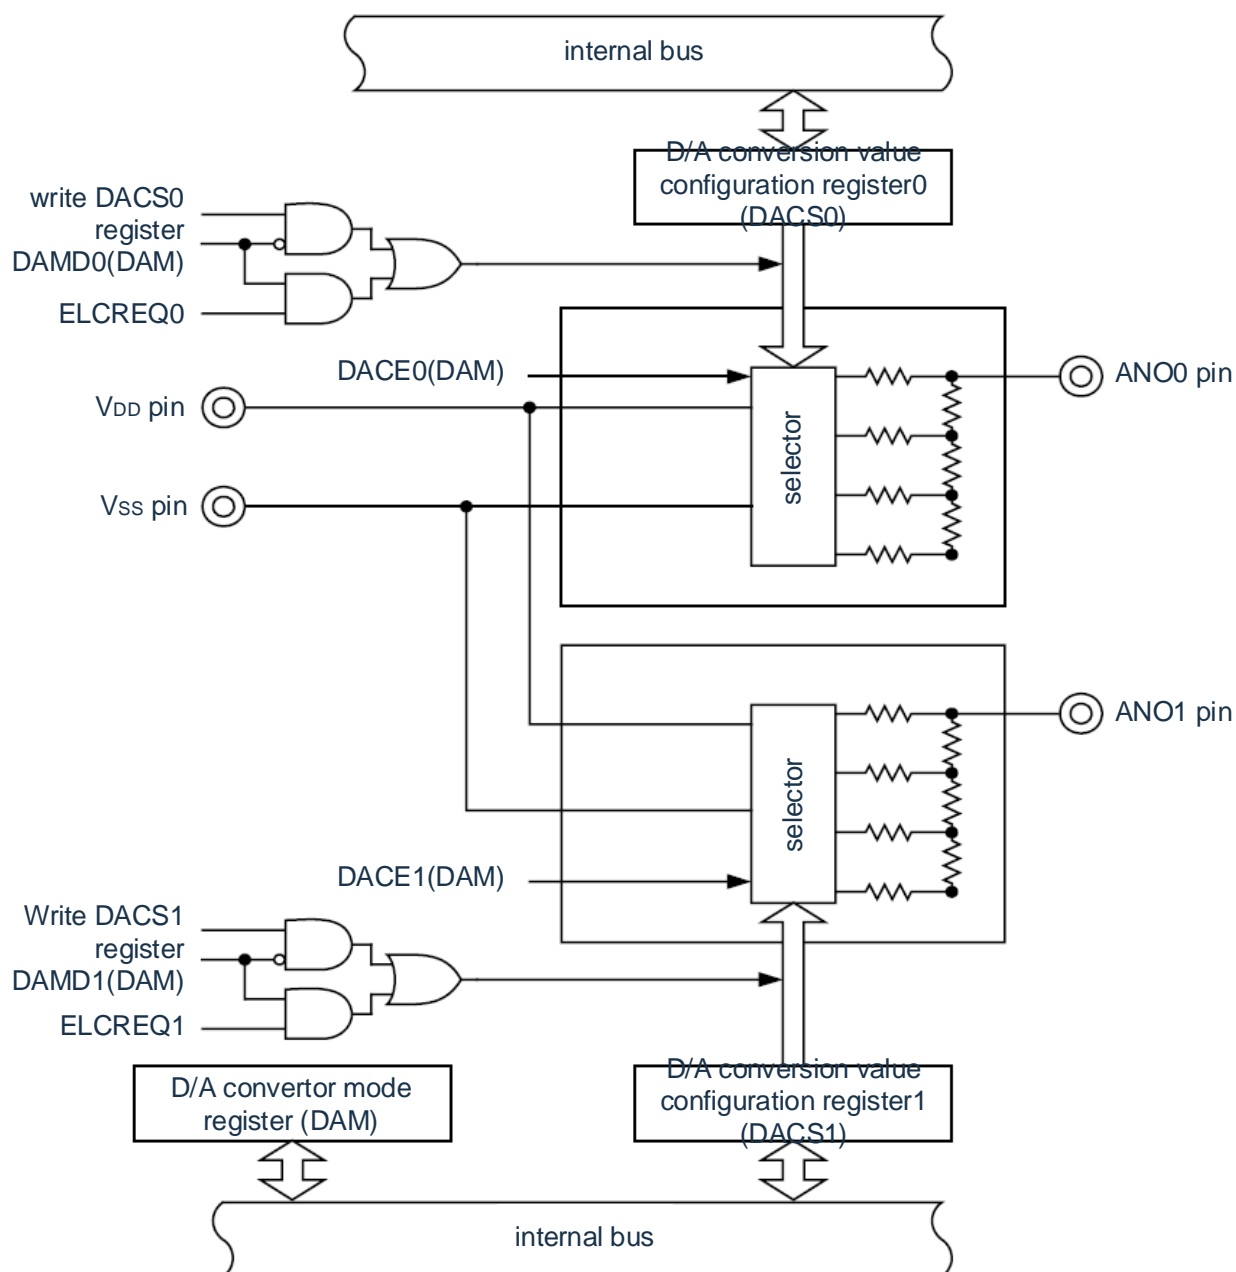 internal bus
D/A conversion value
configuration register0
(DACS0)
write DACS0
register
DAMD0(DAM)
ELCREQ0
DACE0(DAM)
ANO0 pin
VDD pin
selector
VSS pin
ANO1 pin
selector
DACE1(DAM)
Write DACS1
register
DAMD1(DAM)
ELCREQ1
D/A convertor mode
register (DAM)
D/A conversion value
configuration register1
(DACS1)
internal bus